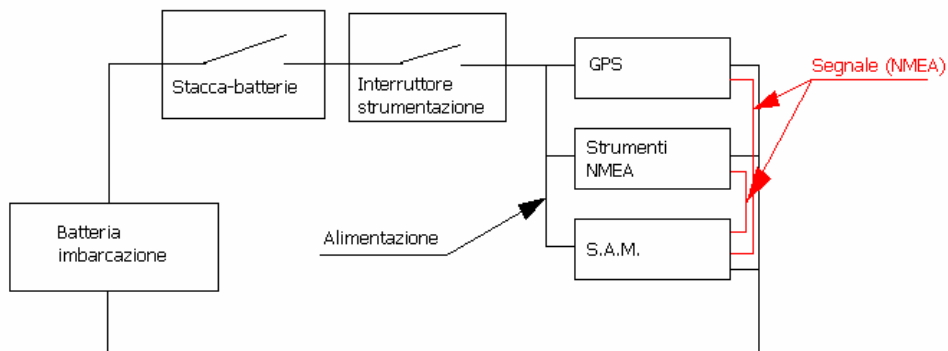 Stacca-batterie
Interruttore
strumentazione
GPS
Segnale (NMEA)
Strumenti
NMEA
Batteria
imbarcazione
Alimentazione
S.A.M.